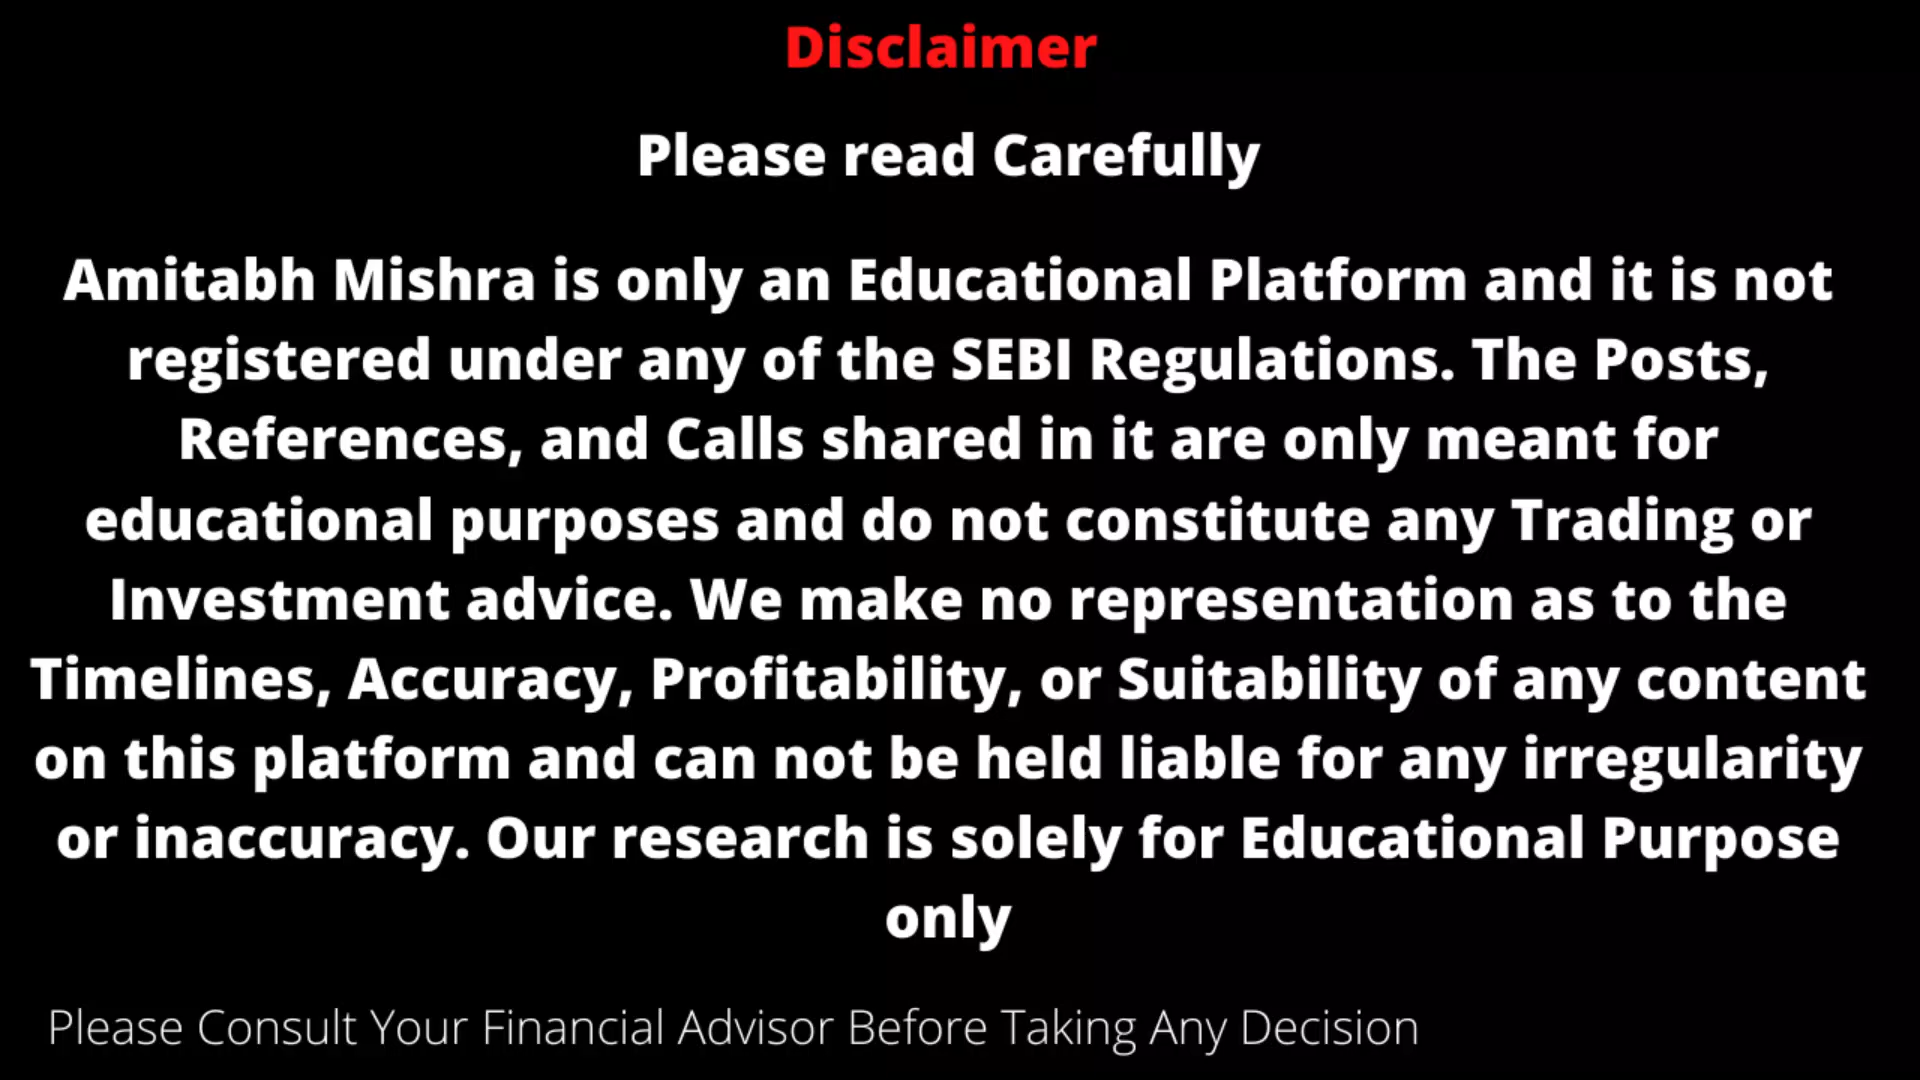 Disclaimer
Please read Carefully
Amitabh Mishra is only an Educational Platform and it is not
registered under any of the SEBI Regulations. The Posts,
References, and Calls shared in it are only meant for
educational purposes and do not constitute any Trading or
Investment advice. We make no representation as to the
Timelines, Accuracy, Profitability, or Suitability of any content
on this platform and can not be held liable for any irregularity
or inaccuracy. Our research is solely for Educational Purpose
only
Please Consult Your Financial Advisor Before Taking Any Decision